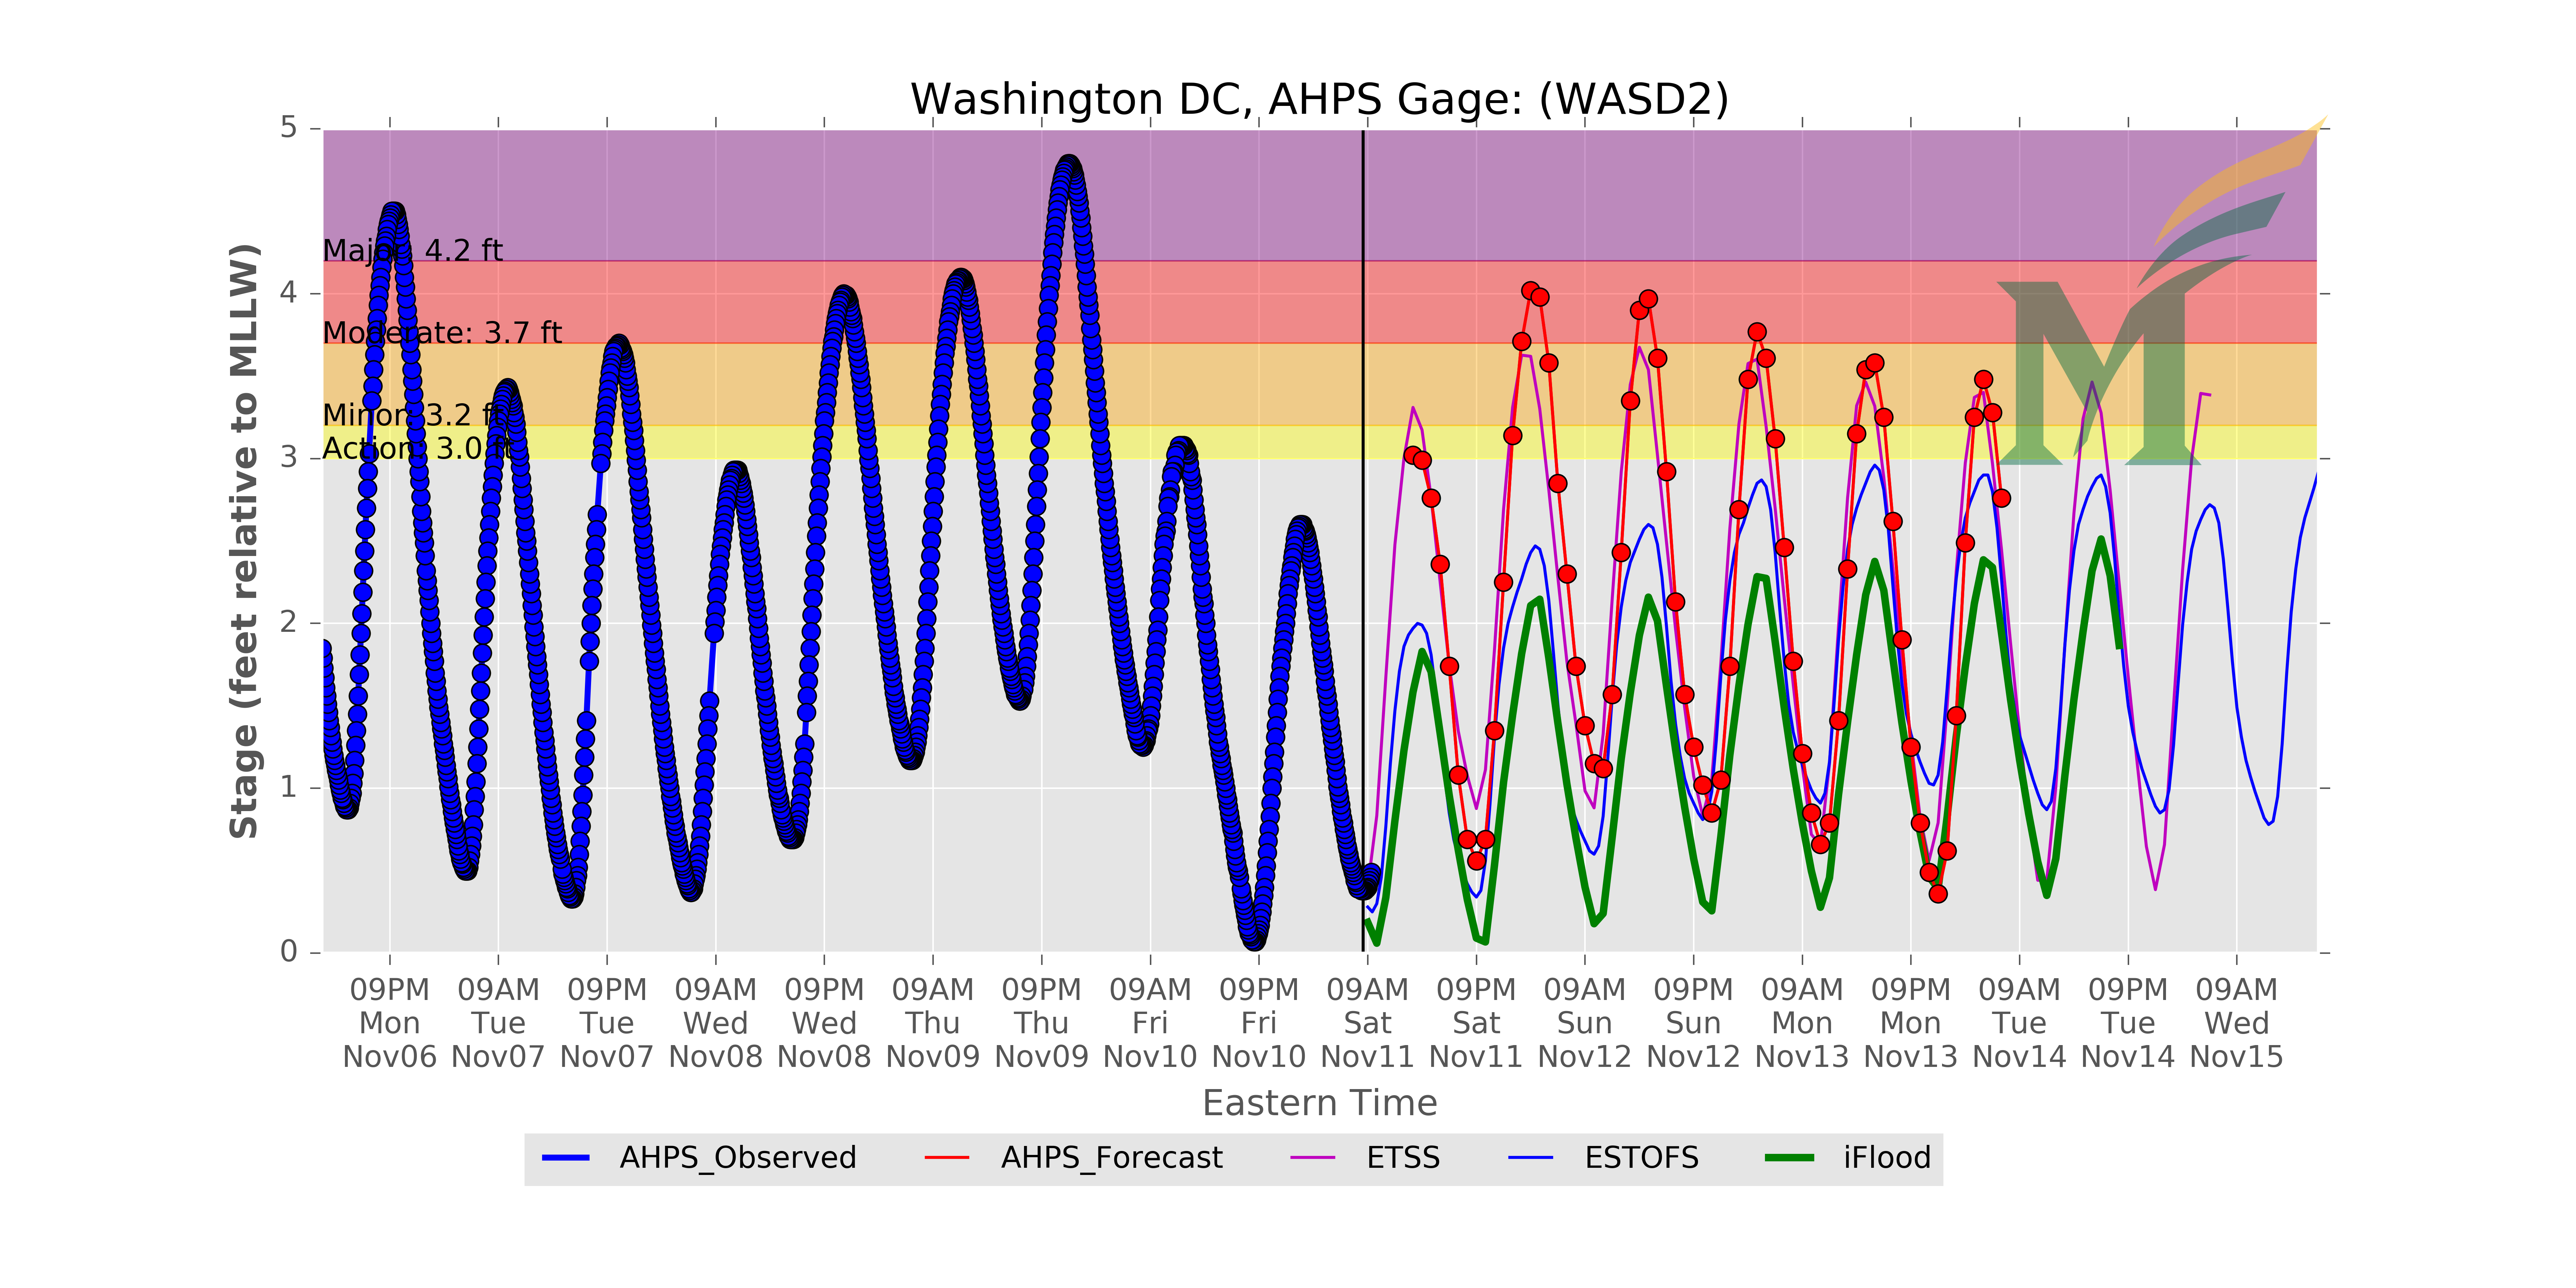 Washington DC, AHPS Gage: (WASD2)
Stage (feet relative to MLLW)
5
4
3
2
1
0
Major: 4.2 ft
Moderate: 3.7 ft
Minor: 3.2 ft
Action: 3.0 ft
M
09PM 09AM 09PM 09AM 09PM 09AM 09PM 09AM 09PM 09AM 09PM 09AM 09PM 09AM 09PM 09AM 09PM 09AM
Mon Tue Tue Wed Wed Thu Thu Fri Fri Sat Sat Sun Sun Mon Mon Tue Tue Wed
Nov06 Nov07 Nov07 Nov08 Nov08 Nov09 Nov09 Nov10 Nov10 Nov11 Nov11 Nov12 Nov12 Nov13 Nov13 Nov14 Nov14 Nov15
Eastern Time
AHPS_Observed AHPS_Forecast ETSS ESTOFS iFlood